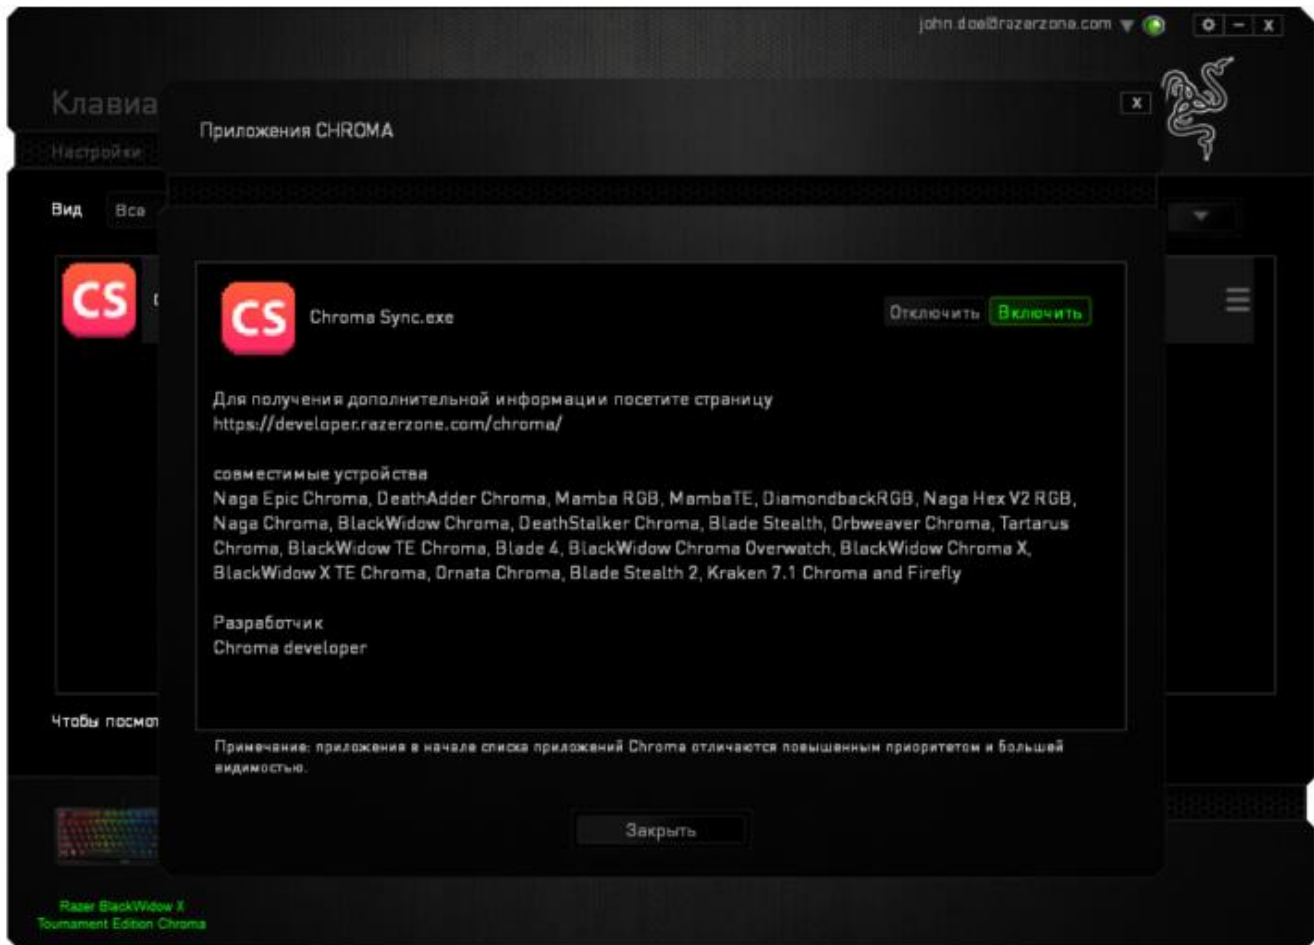 john.doe@razerzone.com
Клавиа
Приложения CHROMA
X
Настройки
Вид Все
CS
CS Chroma Sync.exe
Отключить Включить
Для получения дополнительной информации посетите страницу
https://developer.razerzone.com/chroma/
совместимые устройства
Naga Epic Chroma, DeathAdder Chroma, Mamba RGB, MambaTE, DiamondbackRGB, Naga Hex V2 RGB,
Naga Chroma, BlackWidow Chroma, DeathStalker Chroma, Blade Stealth, Orbweaver Chroma, Tartarus
Chroma, BlackWidow TE Chroma, Blade 4, BlackWidow Chroma Overwatch, BlackWidow Chroma X,
BlackWidow X TE Chroma, Ornata Chroma, Blade Stealth 2, Kraken 7.1 Chroma and Firefly
Разработчик
Chroma developer
Чтобы посмот
Примечание: приложения в начале списка приложений Chroma отличаются повышенным приоритетом и большей
видимостью.
Закрыть
Razer BlackWidow X
Tournament Edition Chroma